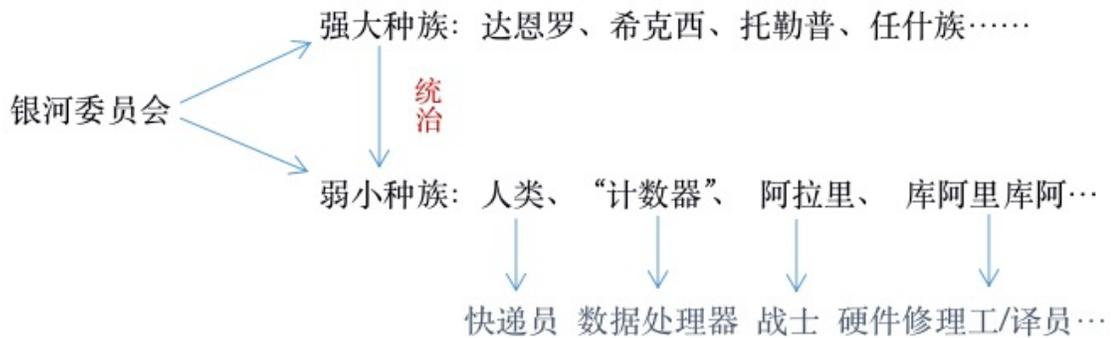 强大种族：达恩罗、希克西、托勒普、任什族……
统治
银河委员会
弱小种族：人类、“计数器”、阿拉里、库阿里库阿…
快递员 数据处理器 战士 硬件修理工/译员…